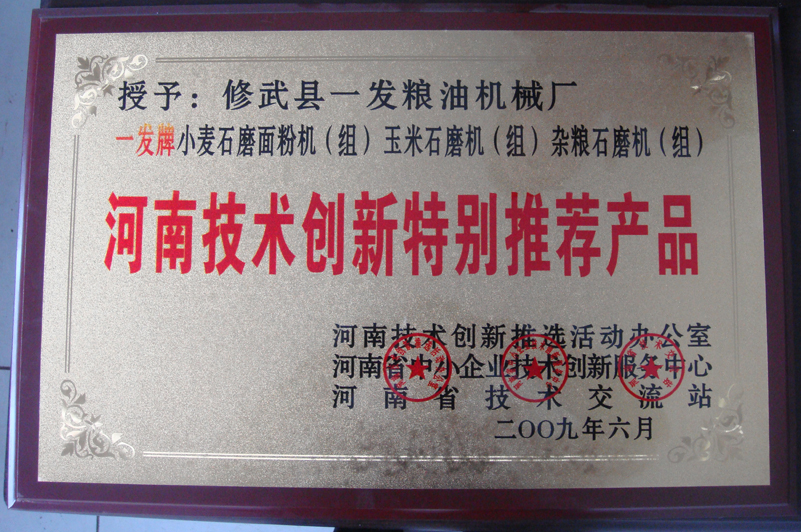 授予：修武县一发粮油机械厂
一发牌小麦石磨面粉机（组）玉米石磨机（组）杂粮石磨机（组）
河南技术创新特别推荐产品
河南技术创新推选活动办公室
河南省中小企业技术创新服务中心
河南省技术交流站
二〇〇九年六月